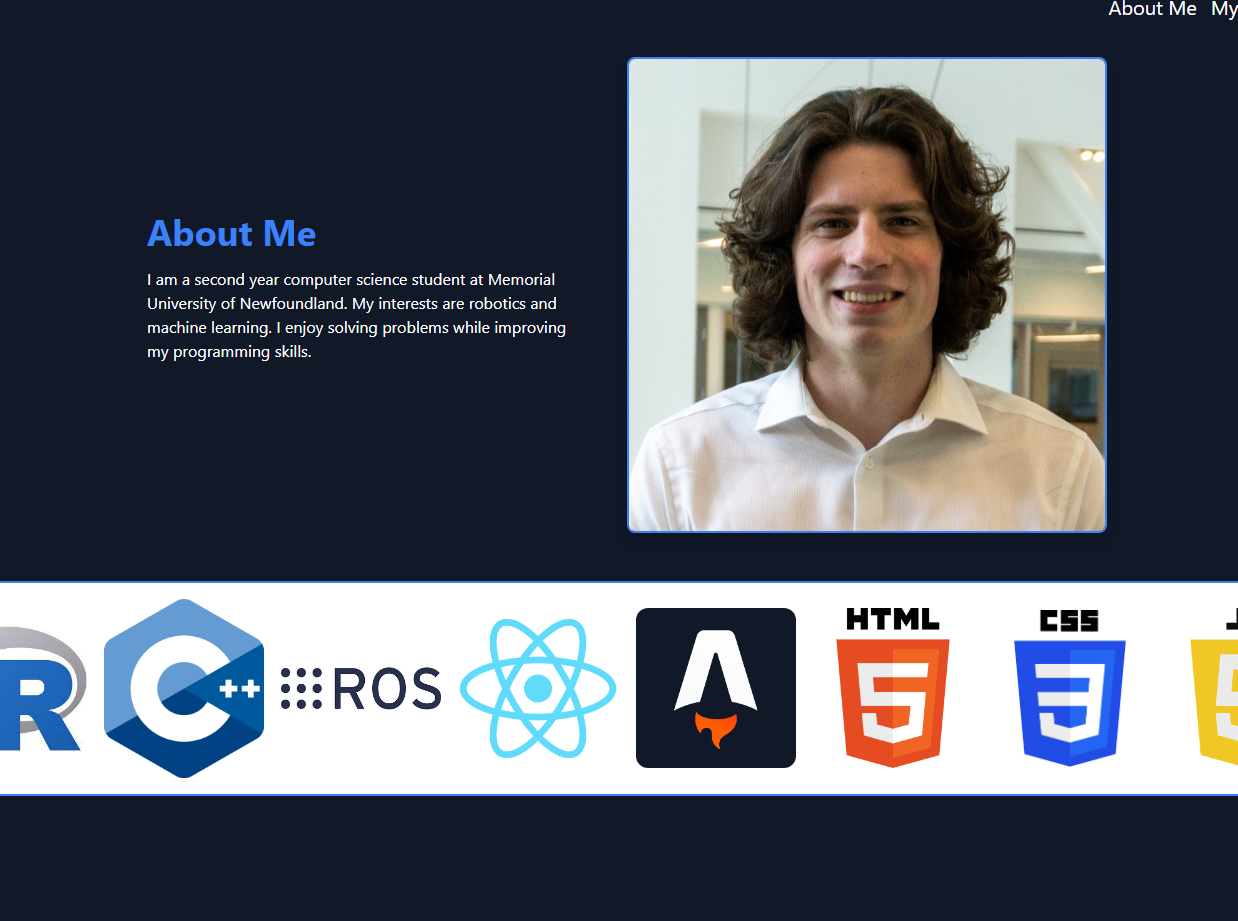 About Me My
About Me
I am a second year computer science student at Memorial
University of Newfoundland. My interests are robotics and
machine learning. I enjoy solving problems while improving
my programming skills.
R C++ ROS A HTML CSS J
5 3 5